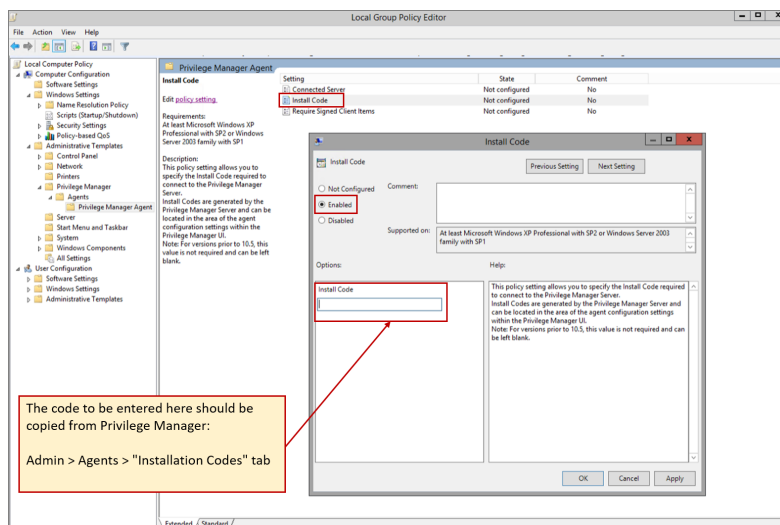 Local Group Policy Editor
File Action View Help
Local Computer Policy
Computer Configuration
Software Settings
Windows Settings
Name Resolution Policy
Scripts (Startup/Shutdown)
Security Settings
Policy-based QoS
Administrative Templates
Control Panel
Network
Printers
Privilege Manager
Agents
Privilege Manager Agent
Server
Start Menu and Taskbar
System
Windows Components
All Settings
User Configuration
Software Settings
Windows Settings
Administrative Templates
Privilege Manager Agent
Install Code
Edit policy setting.
Requirements:
At least Microsoft Windows XP
Professional with SP2 or Windows
Server 2003 family with SP1
Description:
This policy setting allows you to
specify the Install Code required to
connect to the Privilege Manager
Server.
Install Codes are generated by the
Privilege Manager Server and can be
located in the area of the agent
configuration settings within the
Privilege Manager UI.
Note: For versions prior to 10.5, this
value is not required and can be left
blank.
Setting State Comment
Connected Server Not configured No
Install Code Not configured No
Require Signed Client Items Not configured No
Install Code
Install Code
Previous Setting Next Setting
Not Configured Comment:
Enabled
Disabled
Supported on: At least Microsoft Windows XP Professional with SP2 or Windows Server 2003
family with SP1
Options: Help:
Install Code
This policy setting allows you to specify the Install Code required
to connect to the Privilege Manager Server.
Install Codes are generated by the Privilege Manager Server and
can be located in the area of the agent configuration settings
within the Privilege Manager UI.
Note: For versions prior to 10.5, this value is not required and can
be left blank.
OK Cancel Apply
The code to be entered here should be
copied from Privilege Manager:
Admin > Agents > "Installation Codes" tab
Extended Standard